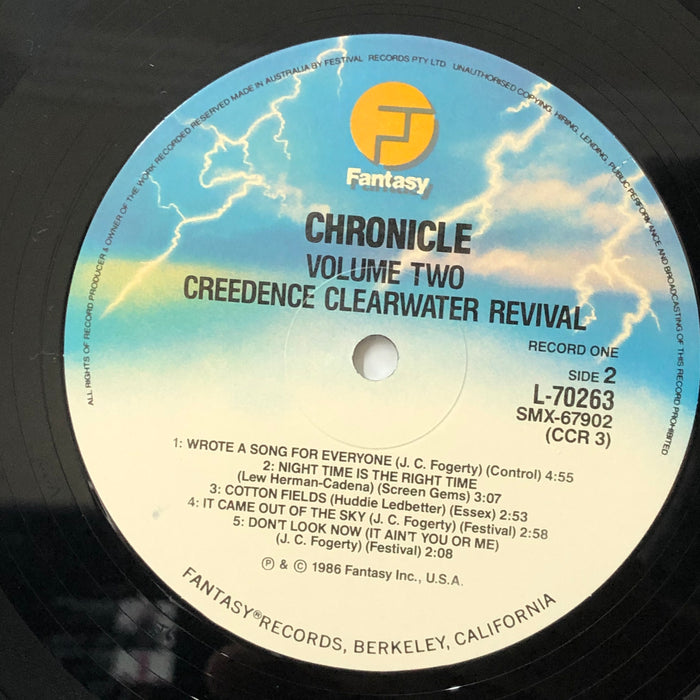 ALL RIGHTS OF RECORD PRODUCER & OWNER OF THE WORK RECORDED RESERVED MADE IN AUSTRALIA BY FESTIVAL RECORDS PTY LTD. UNAUTHORISED COPYING, HIRING, LENDING, PUBLIC PERFORMANCE AND BROADCASTING OF THIS RECORD PROHIBITED
Fantasy
CHRONICLE
VOLUME TWO
CREEDENCE CLEARWATER REVIVAL
RECORD ONE
SIDE 2
L-70263
SMX-67902
(CCR 3)
1: WROTE A SONG FOR EVERYONE (J. C. Fogerty) (Control) 4:55
2: NIGHT TIME IS THE RIGHT TIME
(Lew Herman-Cadena) (Screen Gems) 3:07
3: COTTON FIELDS (Huddie Ledbetter) (Essex) 2:53
4: IT CAME OUT OF THE SKY (J. C. Fogerty) (Festival) 2:58
5: DON'T LOOK NOW (IT AIN'T YOU OR ME)
(J. C. Fogerty) (Festival) 2:08
℗ & © 1986 Fantasy Inc., U.S.A.
FANTASY® RECORDS, BERKELEY, CALIFORNIA